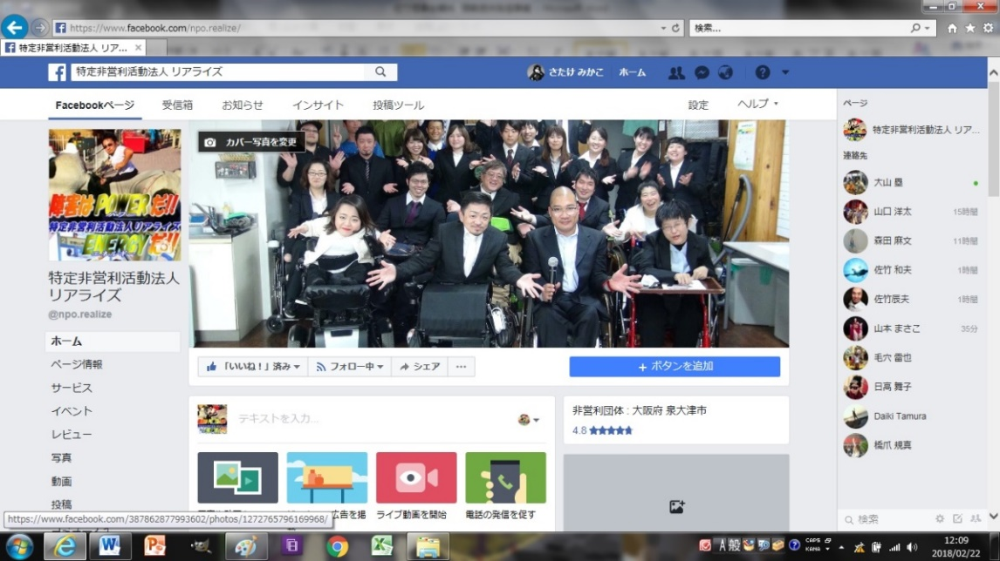 https://www.facebook.com/npo.realize/
検索...
特定非営利活動法人 リア...
特定非営利活動法人 リアライズ
さたけ みかこ
ホーム
Facebookページ
受信箱
お知らせ
インサイト
投稿ツール
設定
ヘルプ
カバー写真を変更
障害はPOWERだ!!
特定非営利活動法人リアライズ
ENERGYだ!!
特定非営利活動法人
リアライズ
@npo.realize
ホーム
ページ情報
サービス
イベント
レビュー
写真
動画
投稿
「いいね！」済み
フォロー中
シェア
+ ボタンを追加
テキストを入力...
ライブ動画を開始
電話の発信を促す
非営利団体 : 大阪府 泉大津市
4.8
ページ
特定非営利活動法人 リア...
連絡先
大山 塁
山口 洋太
15時間
森田 麻文
11時間
佐竹 和夫
1時間
佐竹辰夫
1時間
山本 まさこ
35分
毛穴 雷也
日高 舞子
Daiki Tamura
橋爪 規真
検索
https://www.facebook.com/387862877993602/photos/1272765796169968/
A 般
CAPS
KANA
12:09
2018/02/22